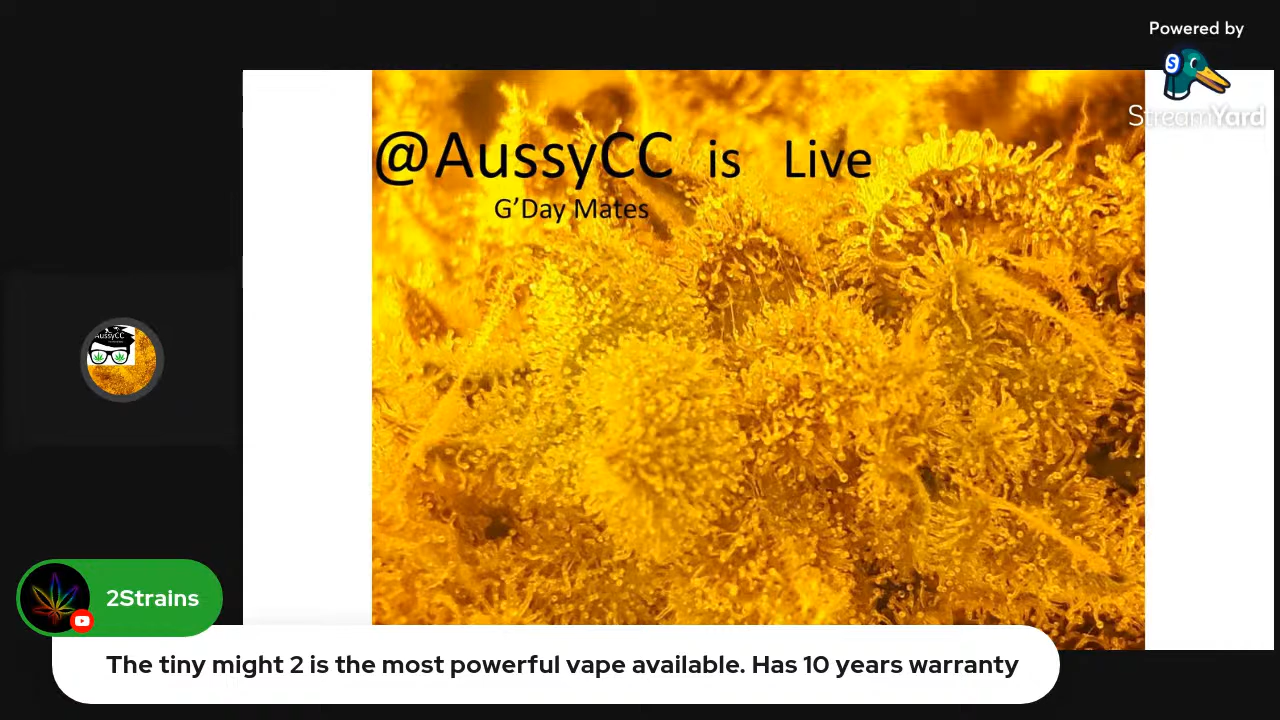 Powered by
StreamYard
@AussyCC is Live
G’Day Mates
AussyCC
2Strains
The tiny might 2 is the most powerful vape available. Has 10 years warranty